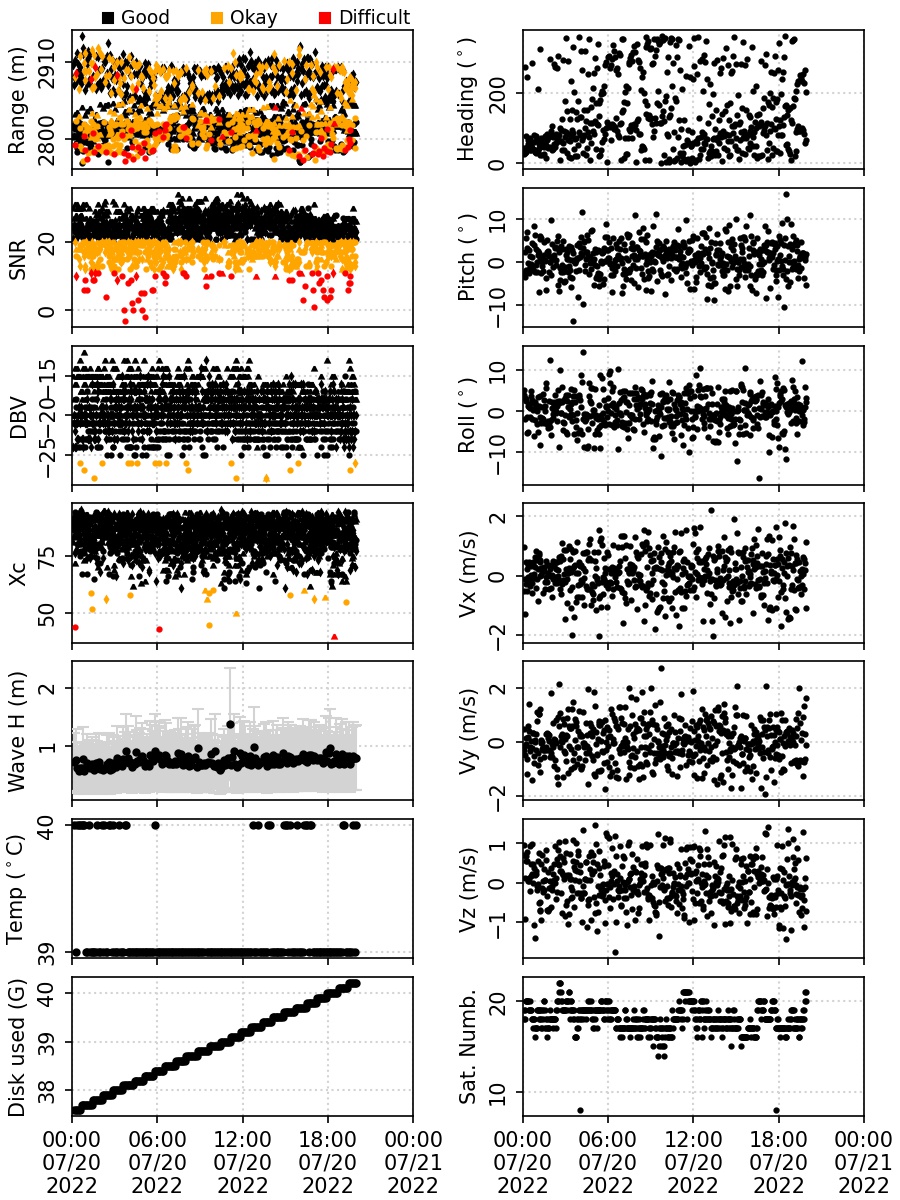 Good Okay Difficult
Range (m)
2910
2800
Heading (°)
200
0
SNR
20
0
Pitch (°)
10
0
−10
DBV
−15
−20
−25
Roll (°)
10
0
−10
Xc
75
50
Vx (m/s)
2
0
−2
Wave H (m)
2
1
Vy (m/s)
2
0
−2
Temp (°C)
40
39
Vz (m/s)
1
0
−1
Disk used (G)
40
39
38
Sat. Numb.
20
10
00:00 06:00 12:00 18:00 00:00
07/20 07/20 07/20 07/20 07/21
2022 2022 2022 2022 2022
00:00 06:00 12:00 18:00 00:00
07/20 07/20 07/20 07/20 07/21
2022 2022 2022 2022 2022